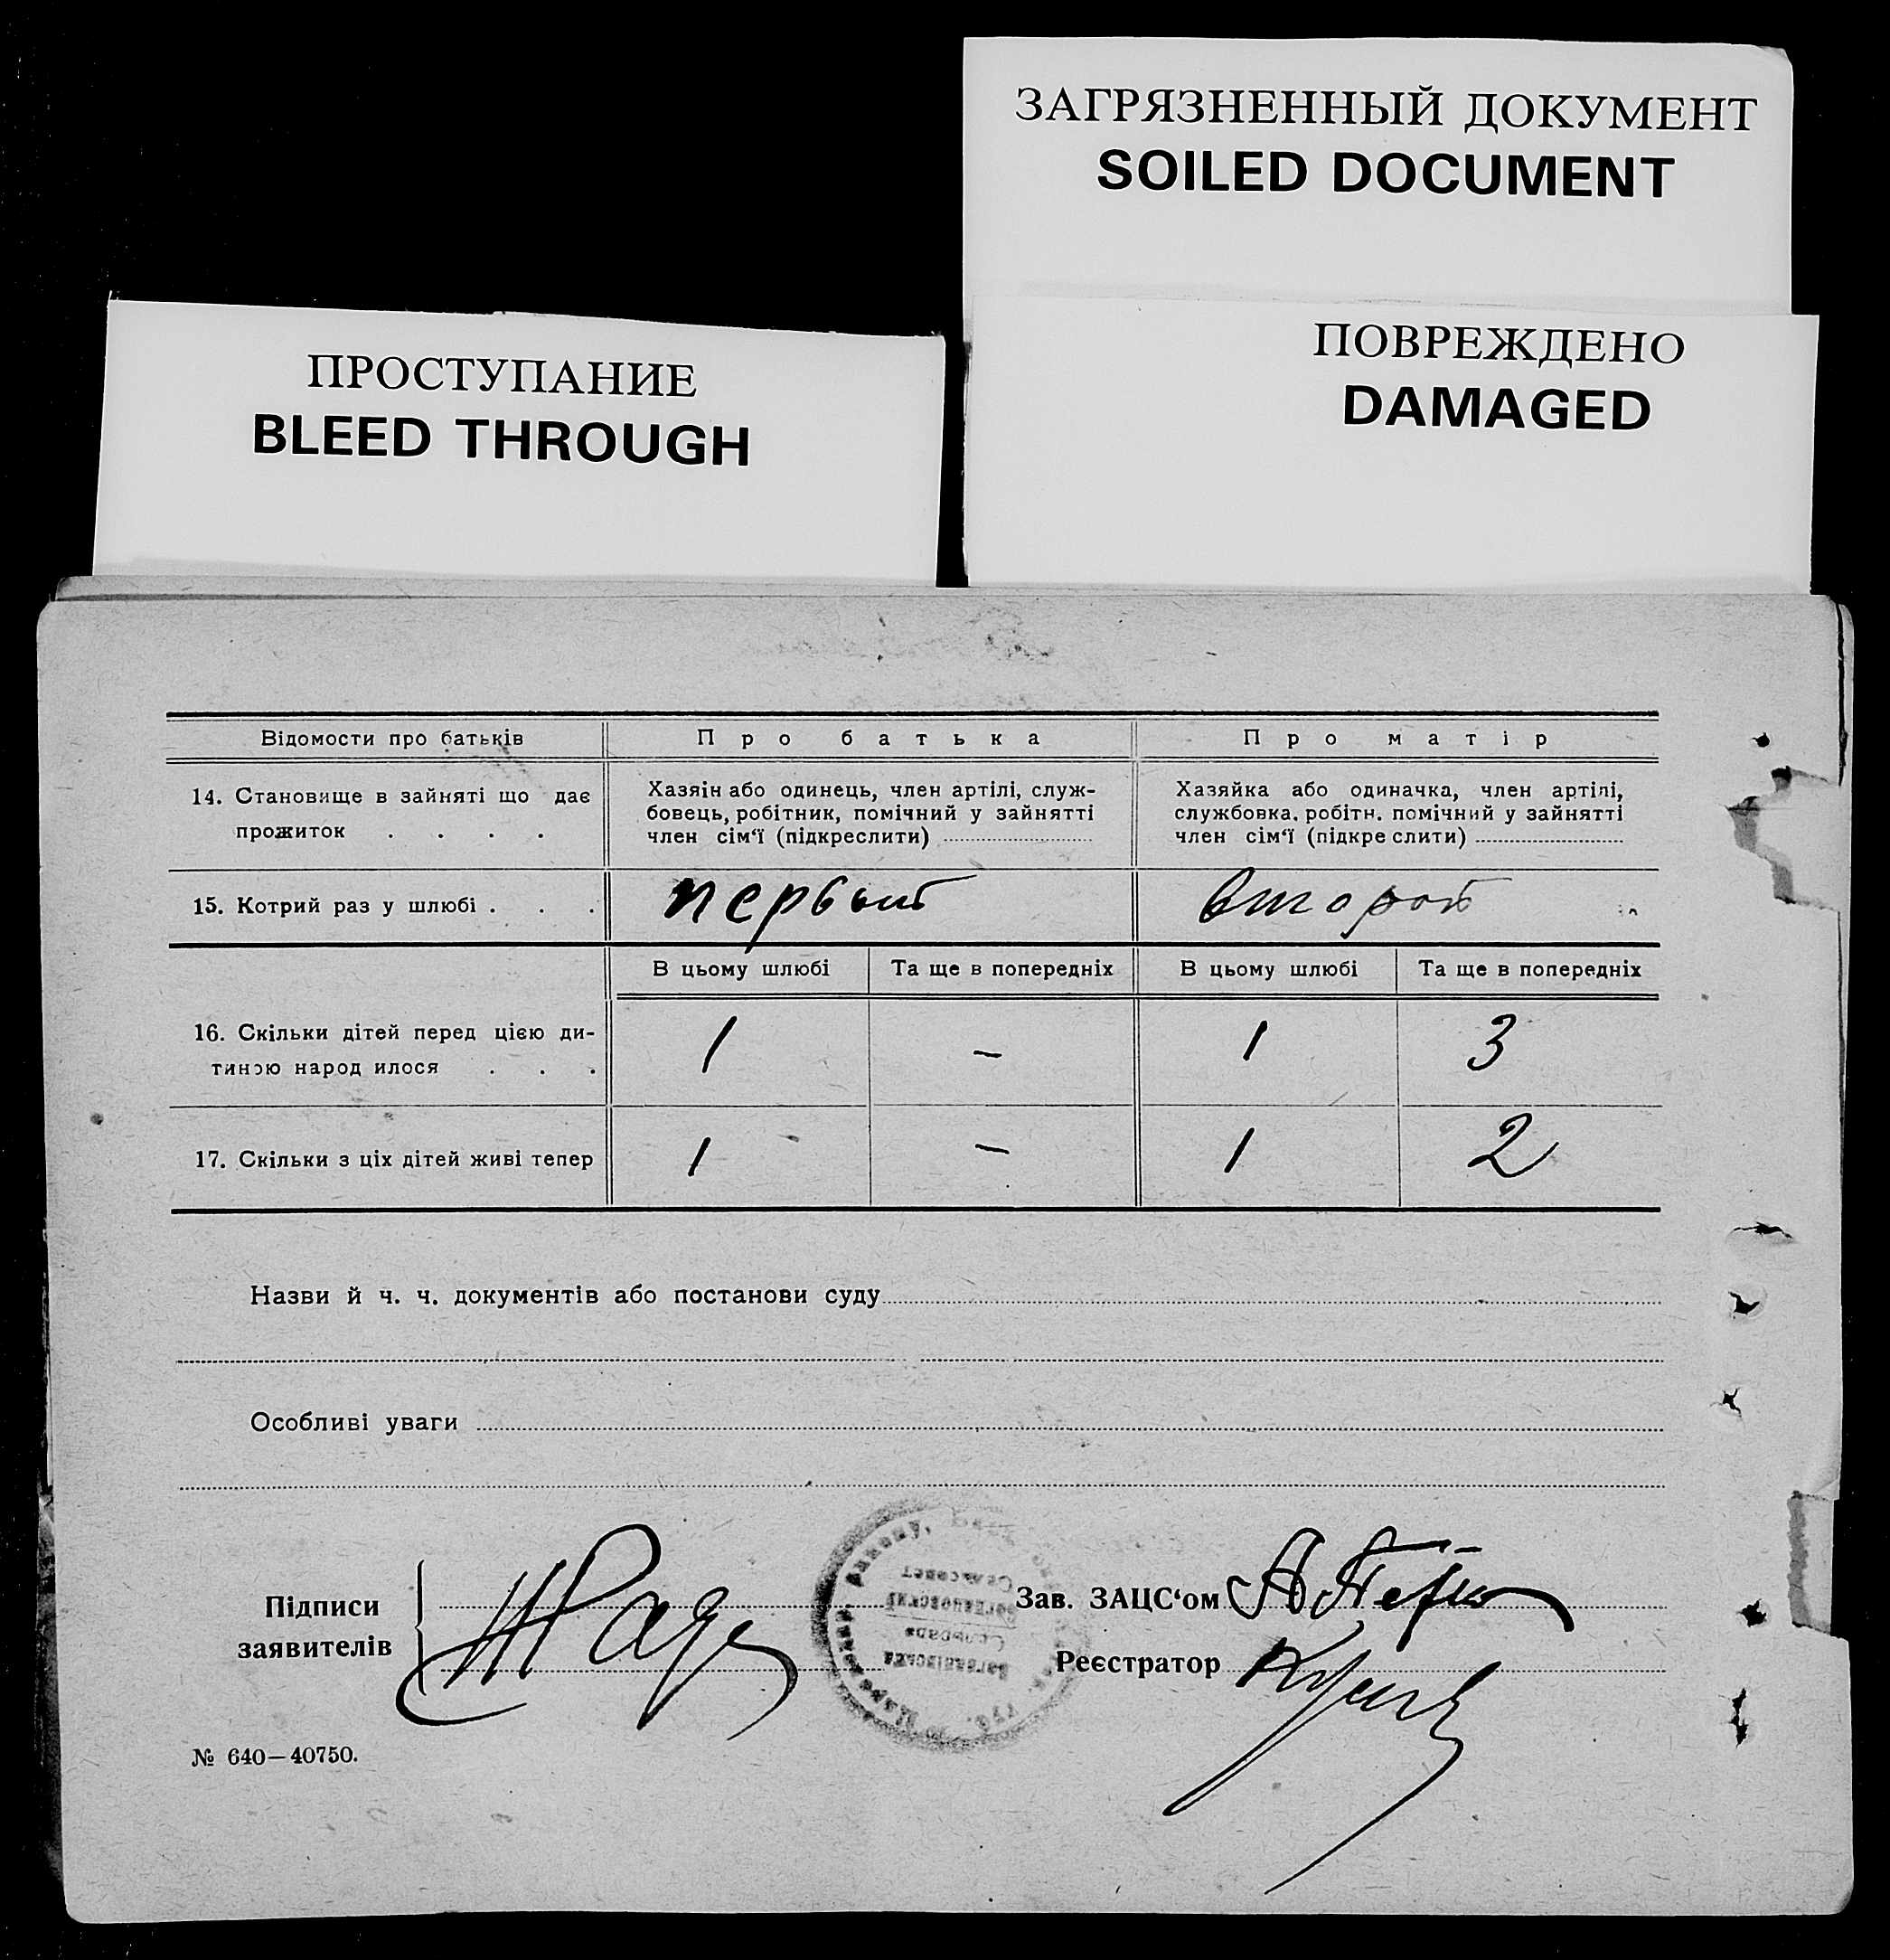 ЗАГРЯЗНЕННЫЙ ДОКУМЕНТ
SOILED DOCUMENT
ПОВРЕЖДЕНО
DAMAGED
ПРОСТУПАНИЕ
BLEED THROUGH
Відомости про батьків Про батька Про матір
14. Становище в зайняті що дає прожиток . . . .
Хазяін або одинець, член артілі, служ-
бовець, робітник, помічний у зайнятті
член сім‘ї (підкреслити)
Хазяйка або одиначка, член артілі,
службовка, робітн. помічний у зайнятті
член сім‘ї (підкреслити)
15. Котрий раз у шлюбі . . . первый второй
В цьому шлюбі Та ще в попередніх В цьому шлюбі Та ще в попередніх
16. Скільки дітей перед цією ди-
тиною народилося . . . 1 – 1 3
17. Скільки з ціх дітей живі тепер 1 – 1 2
Назви й ч. ч. документів або постанови суду
Особливі уваги
Підписи
заявителів
Зав. ЗАЦС‘ом
Реєстратор
№ 640—40750.